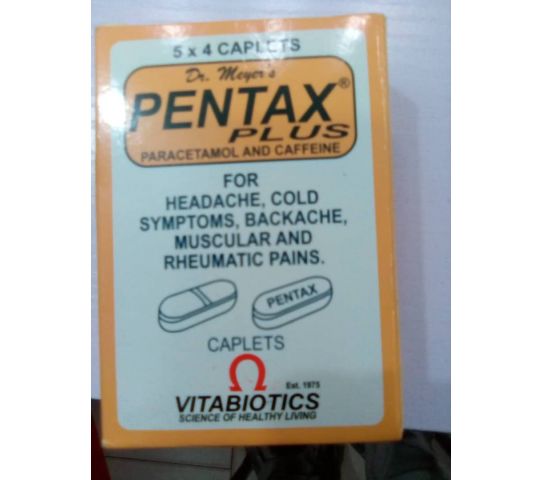 5 x 4 CAPLETS
Dr. Meyer's
PENTAX®
PLUS
PARACETAMOL AND CAFFEINE
FOR
HEADACHE, COLD
SYMPTOMS, BACKACHE,
MUSCULAR AND
RHEUMATIC PAINS.
PENTAX
CAPLETS
Est. 1975
VITABIOTICS
SCIENCE OF HEALTHY LIVING